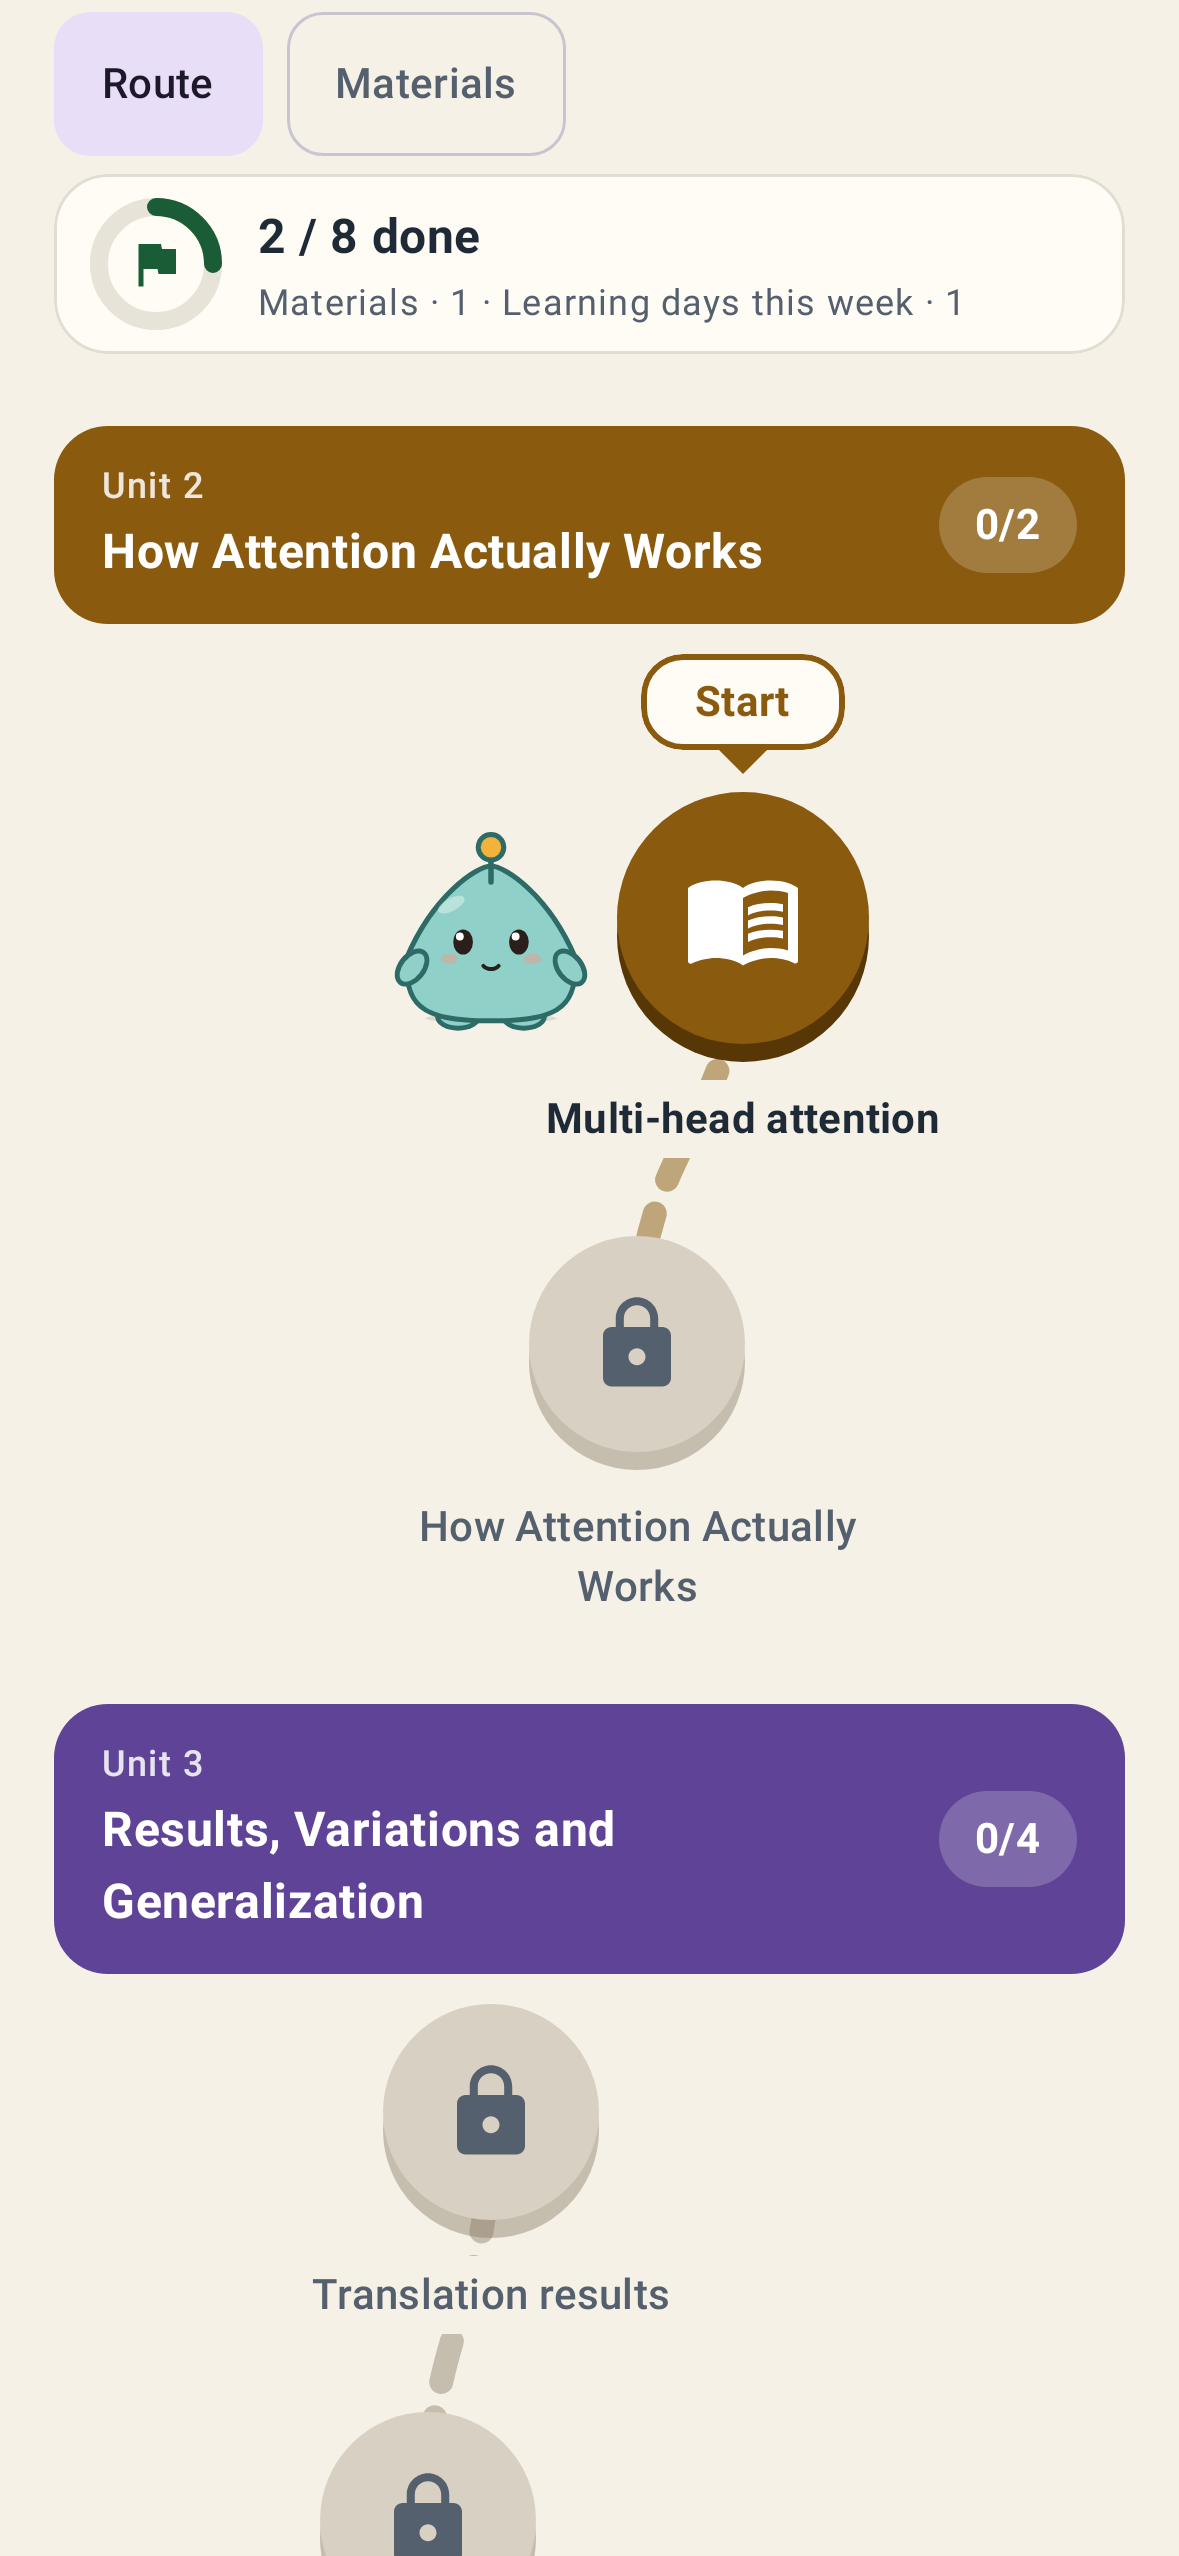 Route
Materials
2 / 8 done
Materials · 1 · Learning days this week · 1
Unit 2
How Attention Actually Works
0/2
Start
Multi-head attention
How Attention Actually
Works
Unit 3
Results, Variations and
Generalization
0/4
Translation results